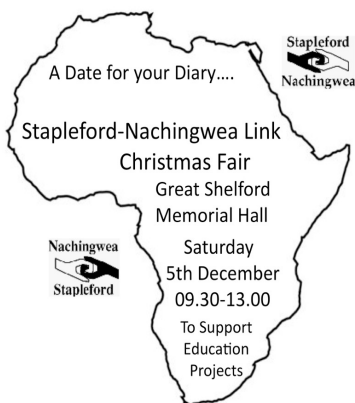 Stapleford
Nachingwea
A Date for your Diary....
Stapleford-Nachingwea Link
Christmas Fair
Great Shelford
Memorial Hall
Nachingwea
Stapleford
Saturday
5th December
09.30-13.00
To Support
Education
Projects